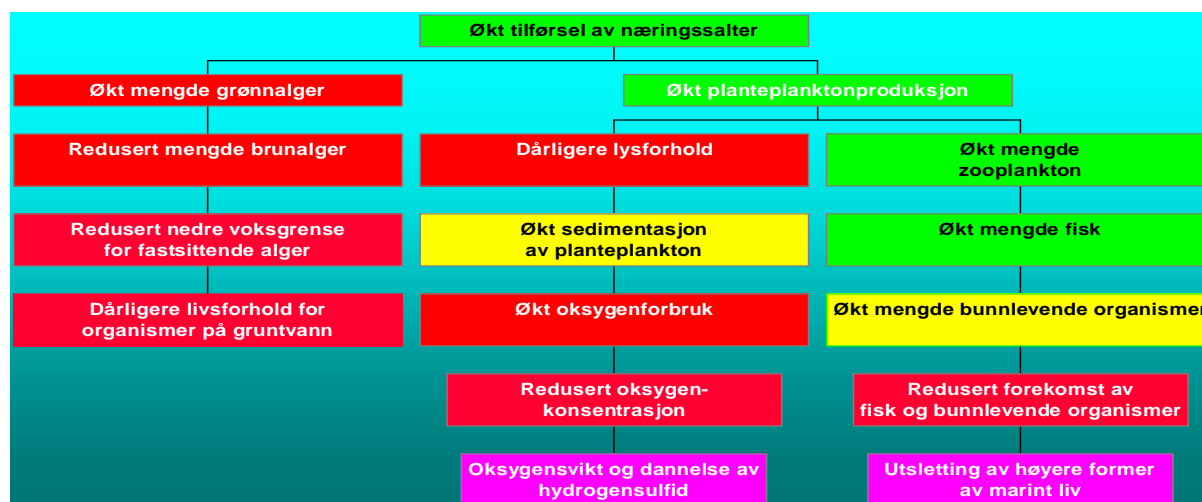 Økt tilførsel av næringssalter
Økt mengde grønnalger
Økt planteplanktonproduksjon
Redusert mengde brunalger
Dårligere lysforhold
Økt mengde
zooplankton
Redusert nedre voksgrense
for fastsittende alger
Økt sedimentasjon
av planteplankton
Økt mengde fisk
Dårligere livsforhold for
organismer på gruntvann
Økt oksygenforbruk
Økt mengde bunnlevende organismer
Redusert oksygen-
konsentrasjon
Redusert forekomst av
fisk og bunnlevende organismer
Oksygensvikt og dannelse av
hydrogensulfid
Utsletting av høyere former
av marint liv